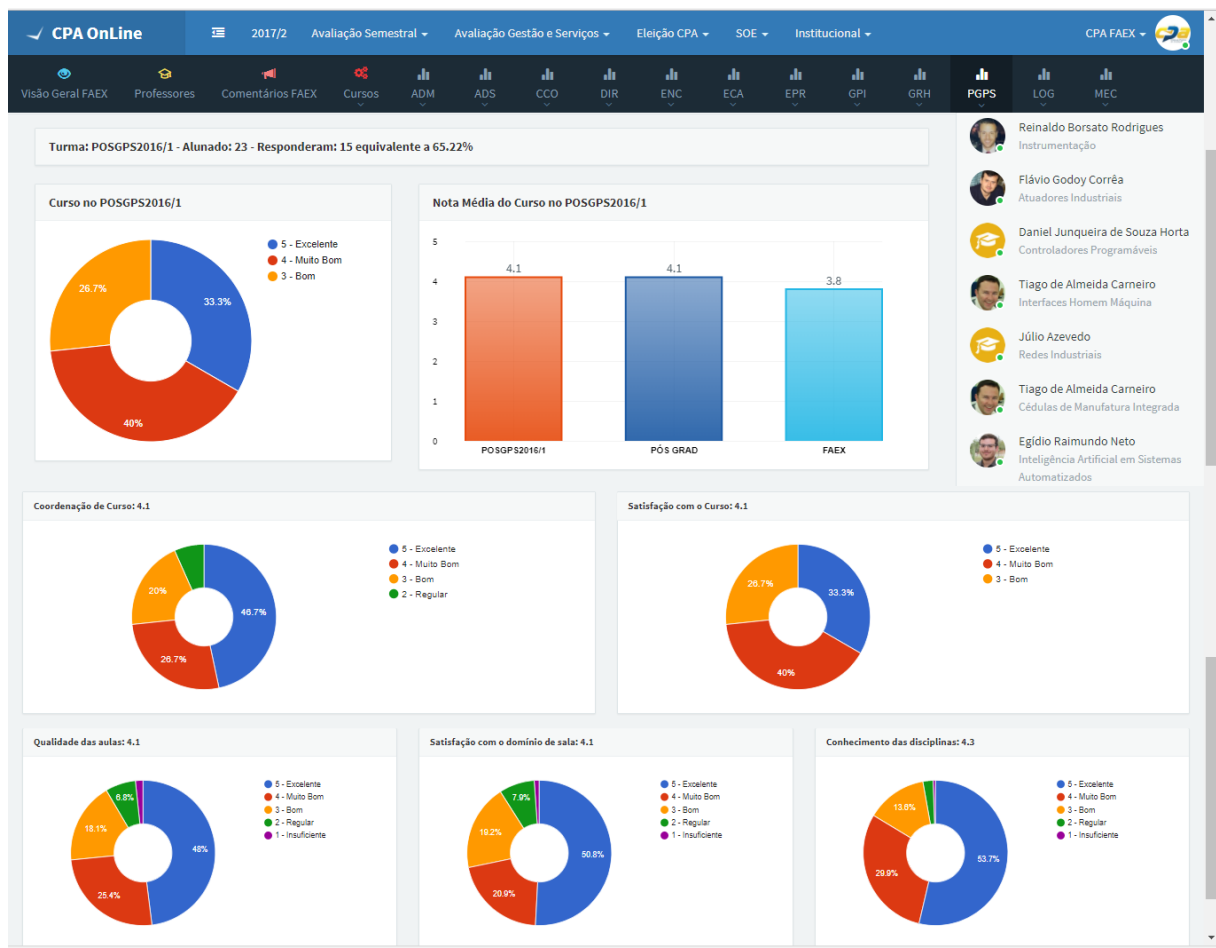 CPA OnLine
2017/2
Avaliação Semestral
Avaliação Gestão e Serviços
Eleição CPA
SOE
Institucional
CPA FAEX
Visão Geral FAEX
Professores
Comentários FAEX
Cursos
ADM
ADS
CCO
DIR
ENC
ECA
EPR
GPI
GRH
PGPS
LOG
MEC
Turma: POSGPS2016/1 - Alunado: 23 - Responderam: 15 equivalente a 65.22%
Curso no POSGPS2016/1
5 - Excelente
4 - Muito Bom
3 - Bom
26.7%
33.3%
40%
Nota Média do Curso no POSGPS2016/1
5
4
3
2
1
0
4.1
4.1
3.8
POSGPS2016/1
PÓS GRAD
FAEX
Reinaldo Borsato Rodrigues
Instrumentação
Flávio Godoy Corrêa
Atuadores Industriais
Daniel Junqueira de Souza Horta
Controladores Programáveis
Tiago de Almeida Carneiro
Interfaces Homem Máquina
Júlio Azevedo
Redes Industriais
Tiago de Almeida Carneiro
Cédulas de Manufatura Integrada
Egídio Raimundo Neto
Inteligência Artificial em Sistemas
Automatizados
Coordenação de Curso: 4.1
5 - Excelente
4 - Muito Bom
3 - Bom
2 - Regular
20%
46.7%
26.7%
Satisfação com o Curso: 4.1
5 - Excelente
4 - Muito Bom
3 - Bom
26.7%
33.3%
40%
Qualidade das aulas: 4.1
5 - Excelente
4 - Muito Bom
3 - Bom
2 - Regular
1 - Insuficiente
6.8%
18.1%
48%
25.4%
Satisfação com o domínio de sala: 4.1
5 - Excelente
4 - Muito Bom
3 - Bom
2 - Regular
1 - Insuficiente
7.9%
19.2%
50.8%
20.9%
Conhecimento das disciplinas: 4.3
5 - Excelente
4 - Muito Bom
3 - Bom
2 - Regular
1 - Insuficiente
13.6%
53.7%
29.9%